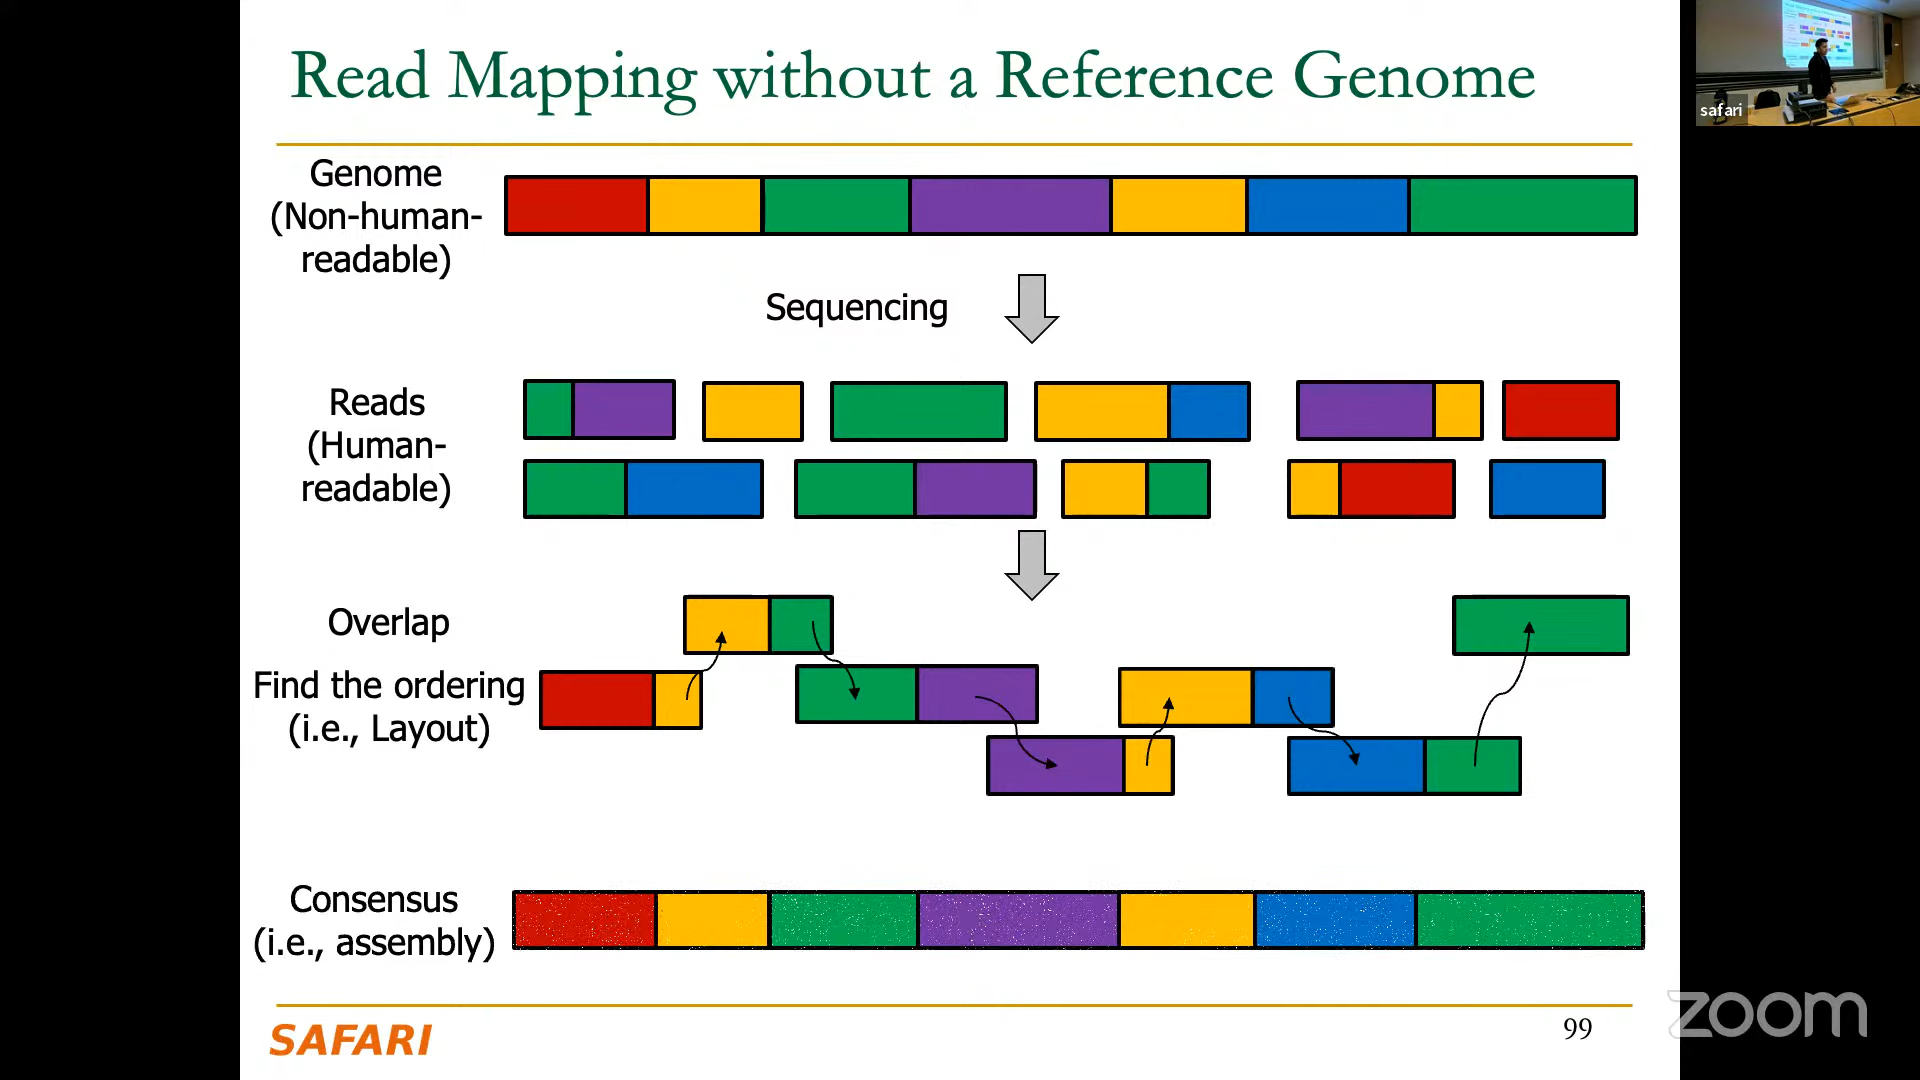 Read Mapping without a Reference Genome
safari
Genome
(Non-human-
readable)
Sequencing
Reads
(Human-
readable)
Overlap
Find the ordering
(i.e., Layout)
Consensus
(i.e., assembly)
SAFARI
99
zoom